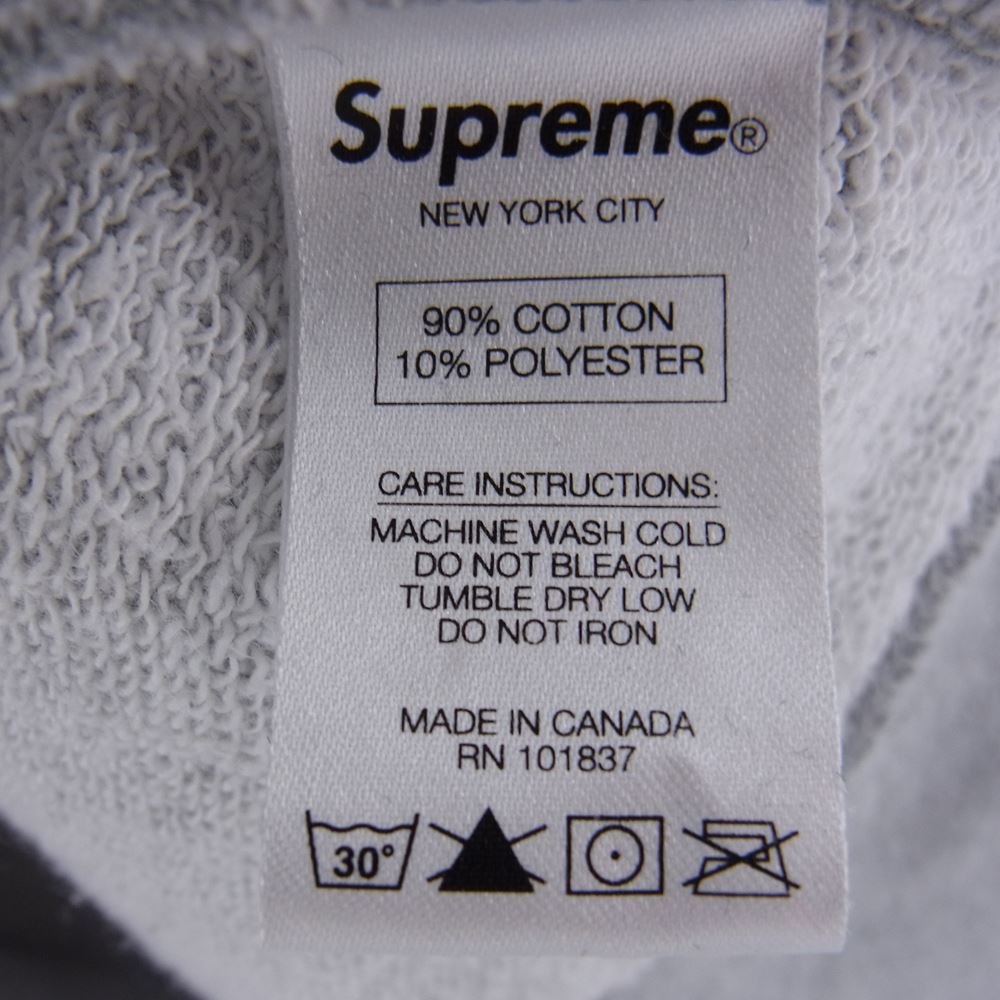 Supreme®
NEW YORK CITY
90% COTTON
10% POLYESTER
CARE INSTRUCTIONS:
MACHINE WASH COLD
DO NOT BLEACH
TUMBLE DRY LOW
DO NOT IRON
MADE IN CANADA
RN 101837
30°